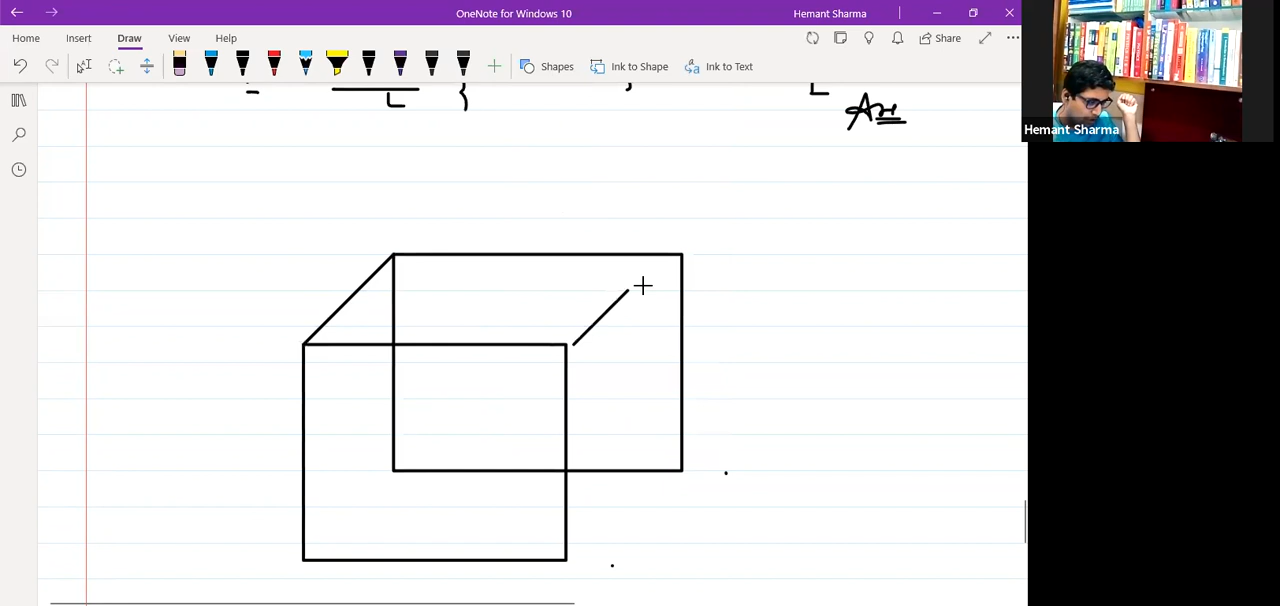 OneNote for Windows 10
Hemant Sharma
Home Insert Draw View Help
Share
Shapes Ink to Shape Ink to Text
Hemant Sharma